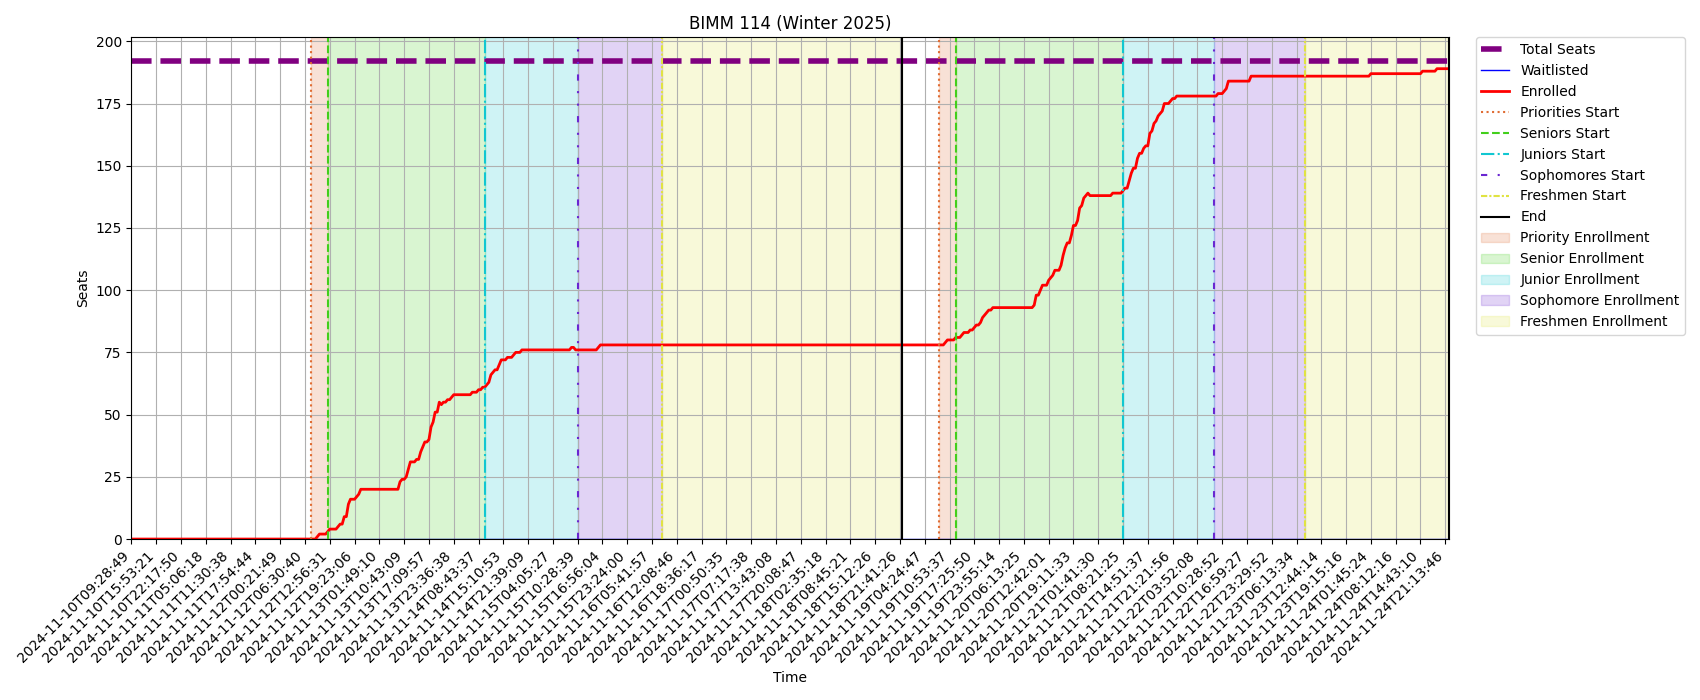 BIMM 114 (Winter 2025)
Seats
200
175
150
125
100
75
50
25
0
2024-11-10T09:28:49
2024-11-10T15:53:21
2024-11-10T22:17:50
2024-11-11T05:06:18
2024-11-11T11:30:38
2024-11-11T17:54:44
2024-11-12T00:21:49
2024-11-12T06:30:40
2024-11-12T12:56:31
2024-11-12T19:23:06
2024-11-13T01:49:10
2024-11-13T10:43:09
2024-11-13T17:09:57
2024-11-13T23:36:38
2024-11-14T08:43:37
2024-11-14T15:10:53
2024-11-14T21:39:09
2024-11-15T04:05:27
2024-11-15T10:28:39
2024-11-15T16:56:04
2024-11-15T23:24:00
2024-11-16T05:41:57
2024-11-16T12:08:46
2024-11-16T18:36:17
2024-11-17T00:50:35
2024-11-17T07:17:38
2024-11-17T13:43:08
2024-11-17T20:08:47
2024-11-18T02:35:18
2024-11-18T08:45:21
2024-11-18T15:12:26
2024-11-18T21:41:26
2024-11-19T04:24:47
2024-11-19T10:53:37
2024-11-19T17:25:50
2024-11-19T23:55:14
2024-11-20T06:13:25
2024-11-20T12:42:01
2024-11-20T19:11:33
2024-11-21T01:41:30
2024-11-21T08:21:25
2024-11-21T14:51:37
2024-11-21T21:21:56
2024-11-22T03:52:08
2024-11-22T10:28:52
2024-11-22T16:59:27
2024-11-22T23:29:52
2024-11-23T06:13:34
2024-11-23T12:44:14
2024-11-23T19:15:16
2024-11-24T01:45:24
2024-11-24T08:12:16
2024-11-24T14:43:10
2024-11-24T21:13:46
Time
Total Seats
Waitlisted
Enrolled
Priorities Start
Seniors Start
Juniors Start
Sophomores Start
Freshmen Start
End
Priority Enrollment
Senior Enrollment
Junior Enrollment
Sophomore Enrollment
Freshmen Enrollment